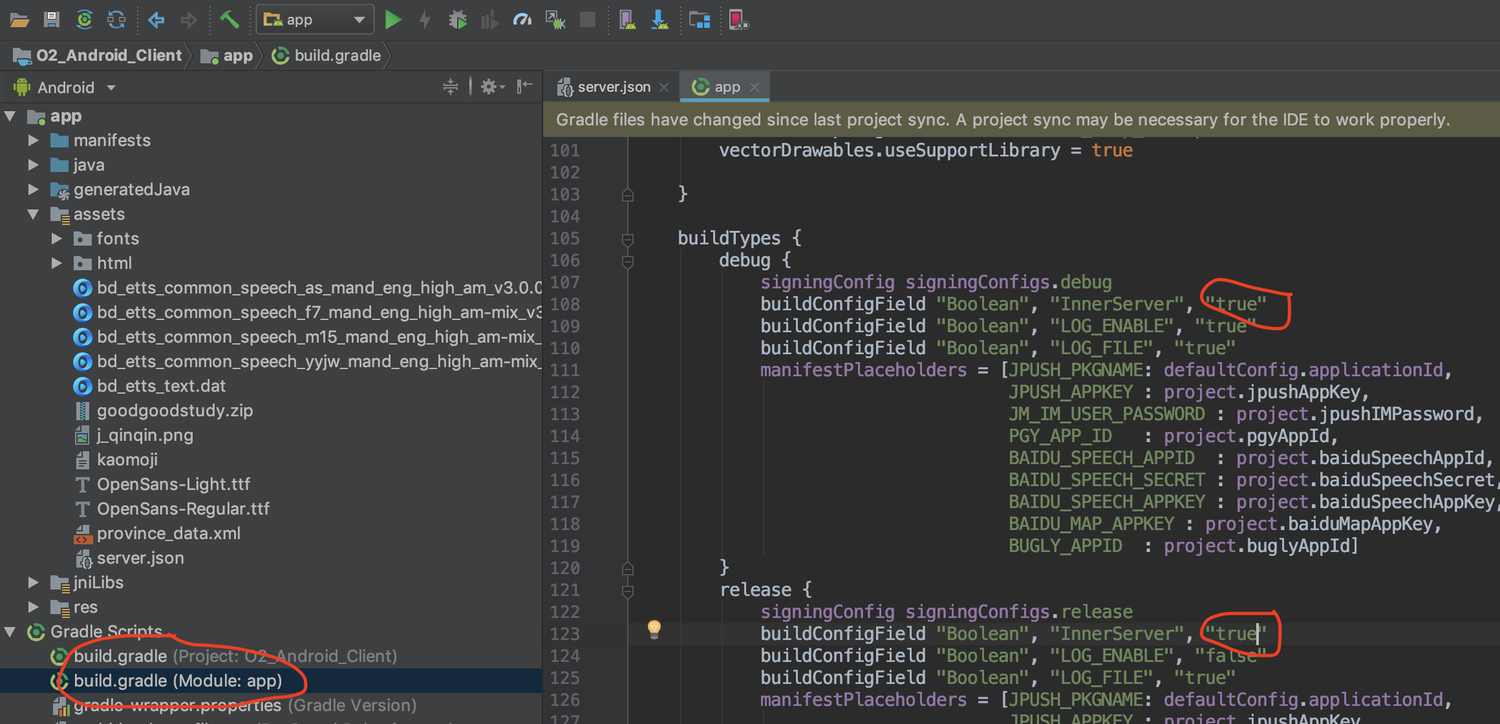 app
O2_Android_Client
app
build.gradle
Android
server.json
app
Gradle files have changed since last project sync. A project sync may be necessary for the IDE to work properly.
app
manifests
java
generatedJava
assets
fonts
html
bd_etts_common_speech_as_mand_eng_high_am_v3.0.0
bd_etts_common_speech_f7_mand_eng_high_am-mix_v3
bd_etts_common_speech_m15_mand_eng_high_am-mix_
bd_etts_common_speech_yyjw_mand_eng_high_am-mix_
bd_etts_text.dat
goodgoodstudy.zip
j_qinqin.png
kaomoji
OpenSans-Light.ttf
OpenSans-Regular.ttf
province_data.xml
server.json
jniLibs
res
Gradle Scripts
build.gradle (Project: O2_Android_Client)
build.gradle (Module: app)
gradle-wrapper.properties (Gradle Version)
101 vectorDrawables.useSupportLibrary = true
102
103 }
104
105 buildTypes {
106 debug {
107 signingConfig signingConfigs.debug
108 buildConfigField "Boolean", "InnerServer", "true"
109 buildConfigField "Boolean", "LOG_ENABLE", "true"
110 buildConfigField "Boolean", "LOG_FILE", "true"
111 manifestPlaceholders = [JPUSH_PKGNAME: defaultConfig.applicationId,
112 JPUSH_APPKEY : project.jpushAppKey,
113 JM_IM_USER_PASSWORD : project.jpushIMPassword,
114 PGY_APP_ID : project.pgyAppId,
115 BAIDU_SPEECH_APPID : project.baiduSpeechAppId,
116 BAIDU_SPEECH_SECRET : project.baiduSpeechSecret,
117 BAIDU_SPEECH_APPKEY : project.baiduSpeechAppKey,
118 BAIDU_MAP_APPKEY : project.baiduMapAppKey,
119 BUGLY_APPID : project.buglyAppId]
120 }
121 release {
122 signingConfig signingConfigs.release
123 buildConfigField "Boolean", "InnerServer", "true"
124 buildConfigField "Boolean", "LOG_ENABLE", "false"
125 buildConfigField "Boolean", "LOG_FILE", "true"
126 manifestPlaceholders = [JPUSH_PKGNAME: defaultConfig.applicationId,
127 JPUSH_APPKEY : project.jpushAppKey